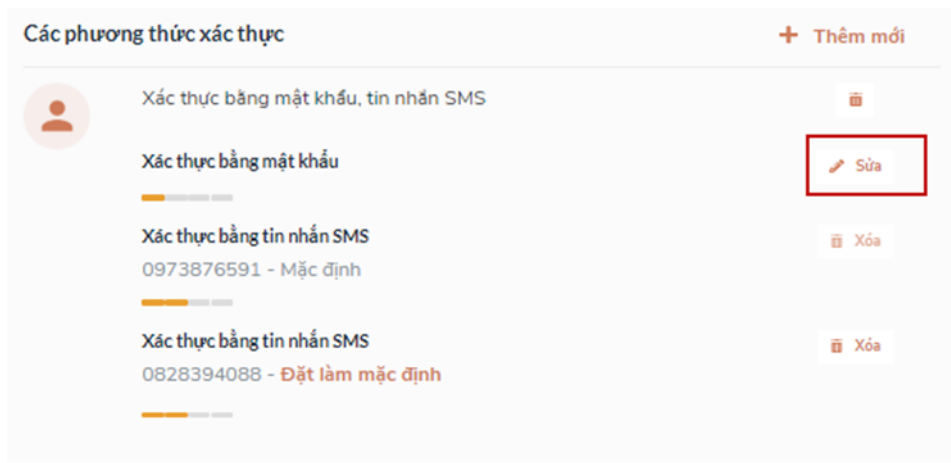 Các phương thức xác thực
+ Thêm mới
Xác thực bằng mật khẩu, tin nhắn SMS
Xác thực bằng mật khẩu
Sửa
Xác thực bằng tin nhắn SMS
Xóa
0973876591 - Mặc định
Xác thực bằng tin nhắn SMS
Xóa
0828394088 - Đặt làm mặc định